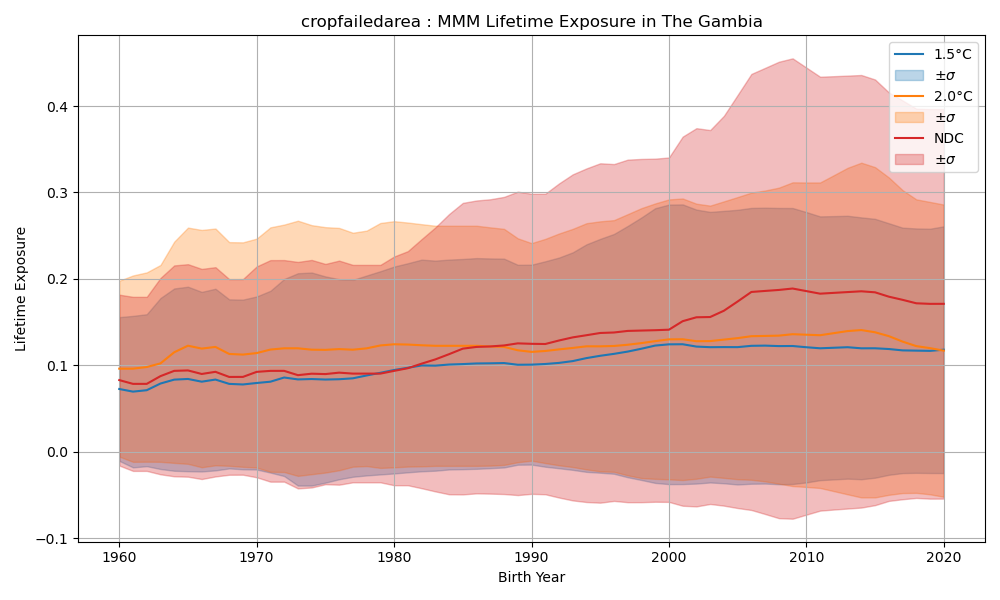 cropfailedarea : MMM Lifetime Exposure in The Gambia
1.5°C
±σ
2.0°C
±σ
NDC
±σ
Lifetime Exposure
0.4
0.3
0.2
0.1
0.0
−0.1
1960 1970 1980 1990 2000 2010 2020
Birth Year